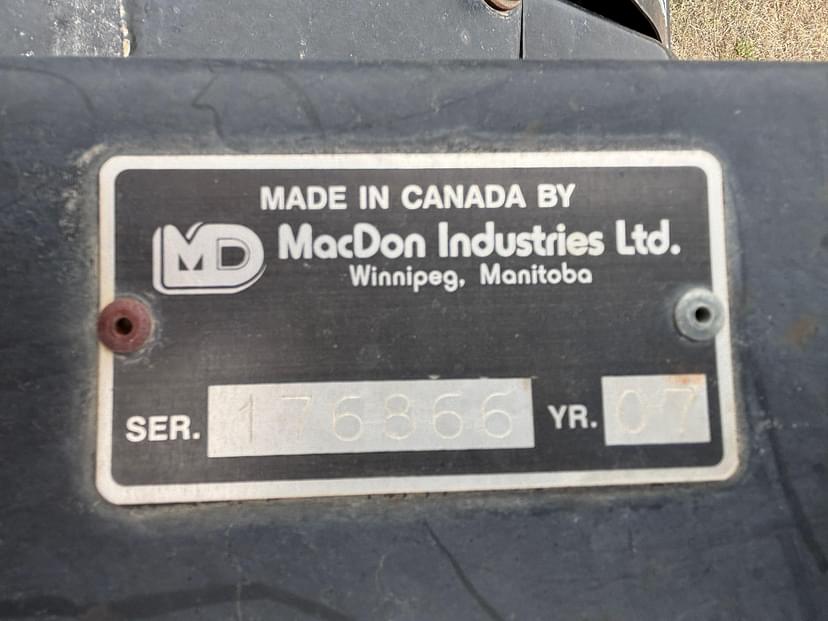 MADE IN CANADA BY
MD MacDon Industries Ltd.
Winnipeg, Manitoba
SER. 176866 YR. 07